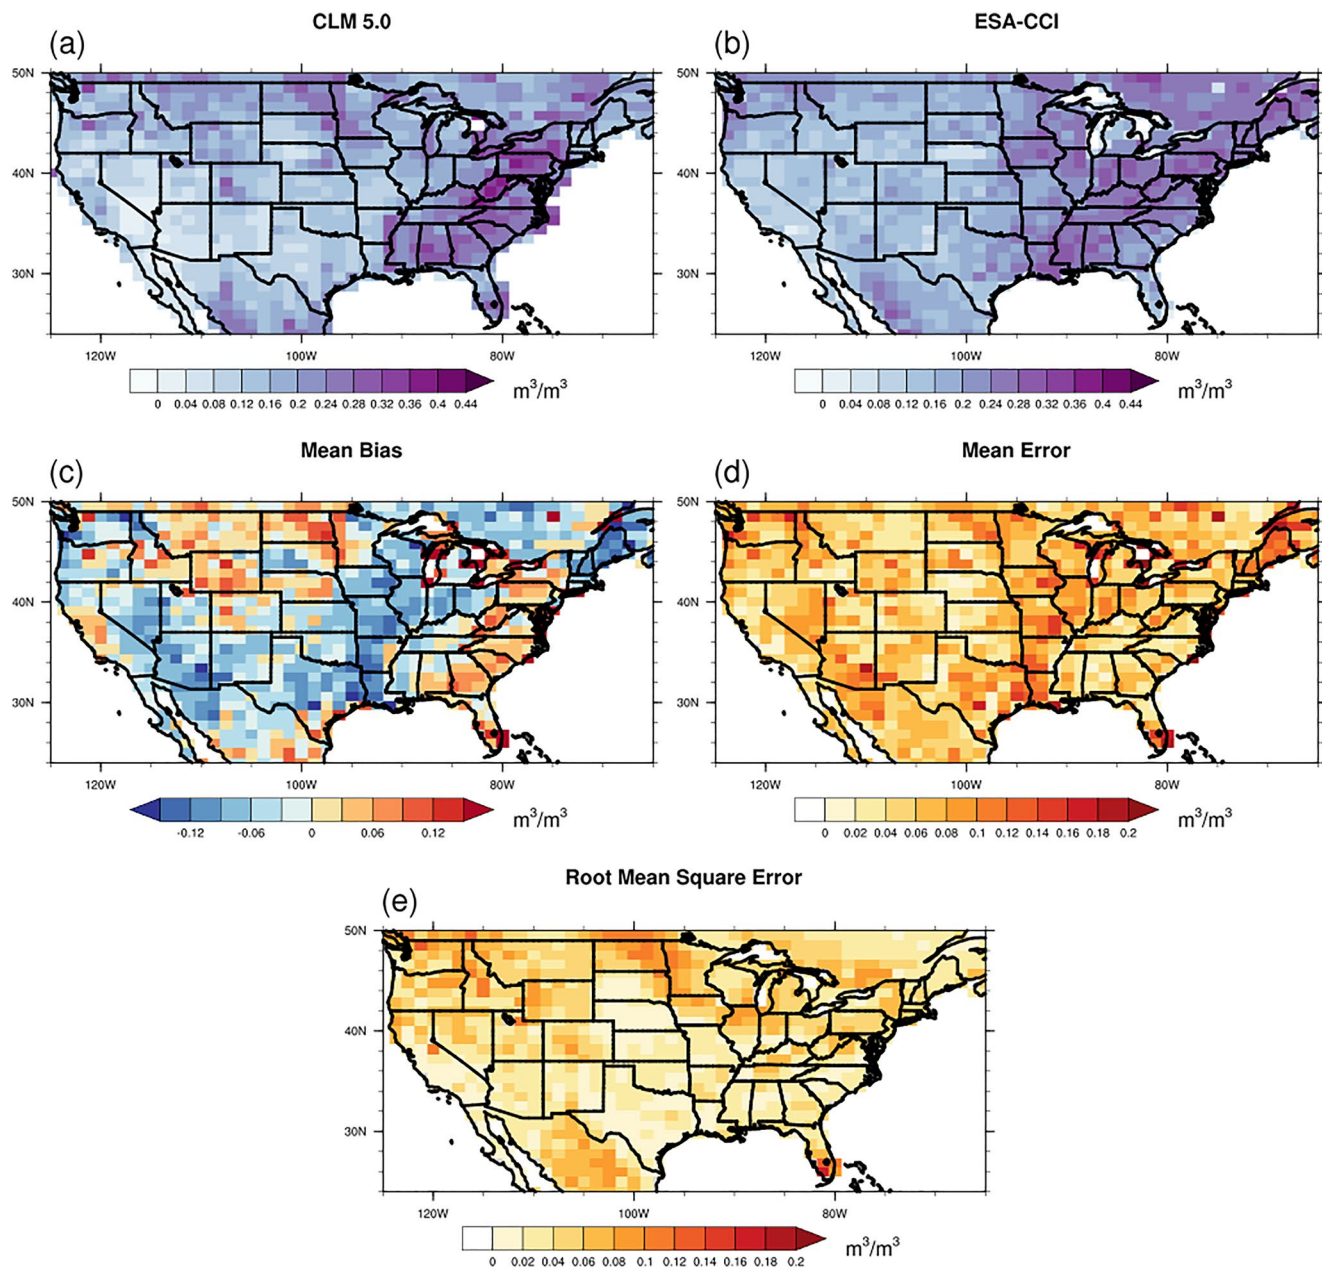 CLM 5.0
ESA-CCI
(a)
(b)
50N
40N
30N
120W
100W
80W
0 0.04 0.08 0.12 0.16 0.2 0.24 0.28 0.32 0.36 0.4 0.44
m³/m³
50N
40N
30N
120W
100W
80W
0 0.04 0.08 0.12 0.16 0.2 0.24 0.28 0.32 0.36 0.4 0.44
m³/m³
Mean Bias
Mean Error
(c)
(d)
50N
40N
30N
120W
100W
80W
-0.12 -0.06 0 0.06 0.12
m³/m³
50N
40N
30N
120W
100W
80W
0 0.02 0.04 0.06 0.08 0.1 0.12 0.14 0.16 0.18 0.2
m³/m³
Root Mean Square Error
(e)
50N
40N
30N
120W
100W
80W
0 0.02 0.04 0.06 0.08 0.1 0.12 0.14 0.16 0.18 0.2
m³/m³